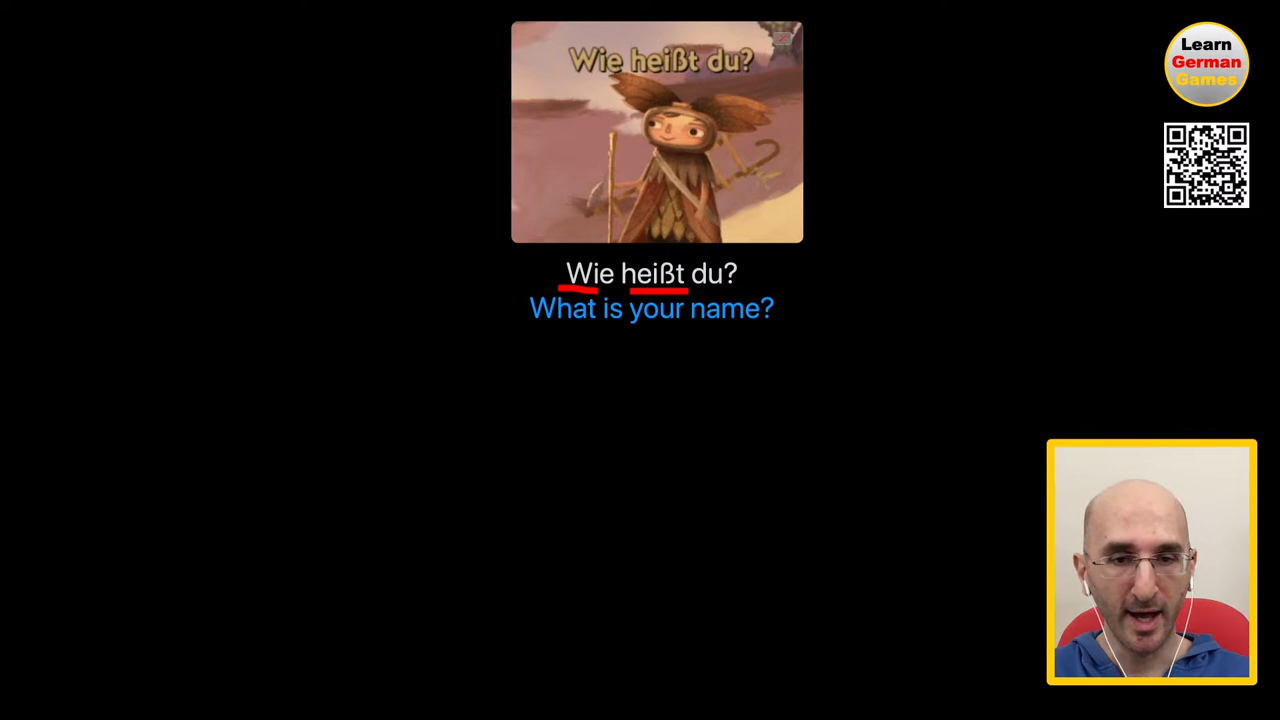 Wie heißt du?
Wie heißt du?
What is your name?
Learn
German
Games